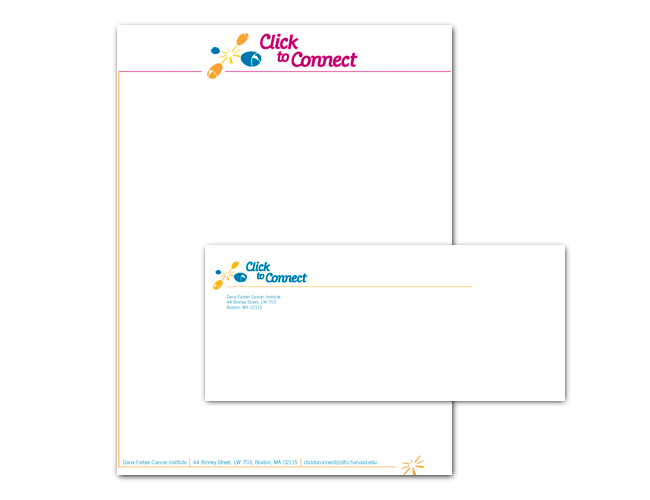 Click
to Connect
Click
to Connect
Dana-Farber Cancer Institute
44 Binney Street, LW 703
Boston, MA 02115
Dana-Farber Cancer Institute | 44 Binney Street, LW 703, Boston, MA 02115 | clicktoconnect@dfci.harvard.edu